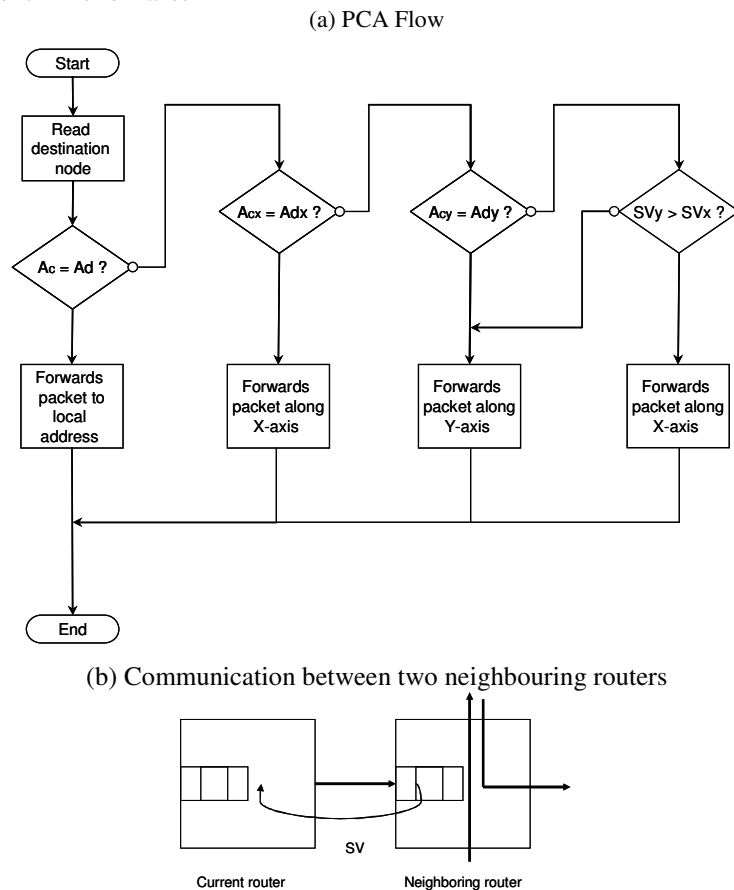 (a) PCA Flow
Start
Read
destination
node
Ac = Ad ?
Acx = Adx ?
Acy = Ady ?
SVy > SVx ?
Forwards
packet to
local
address
Forwards
packet along
X-axis
Forwards
packet along
Y-axis
Forwards
packet along
X-axis
End
(b) Communication between two neighbouring routers
SV
Current router
Neighboring router